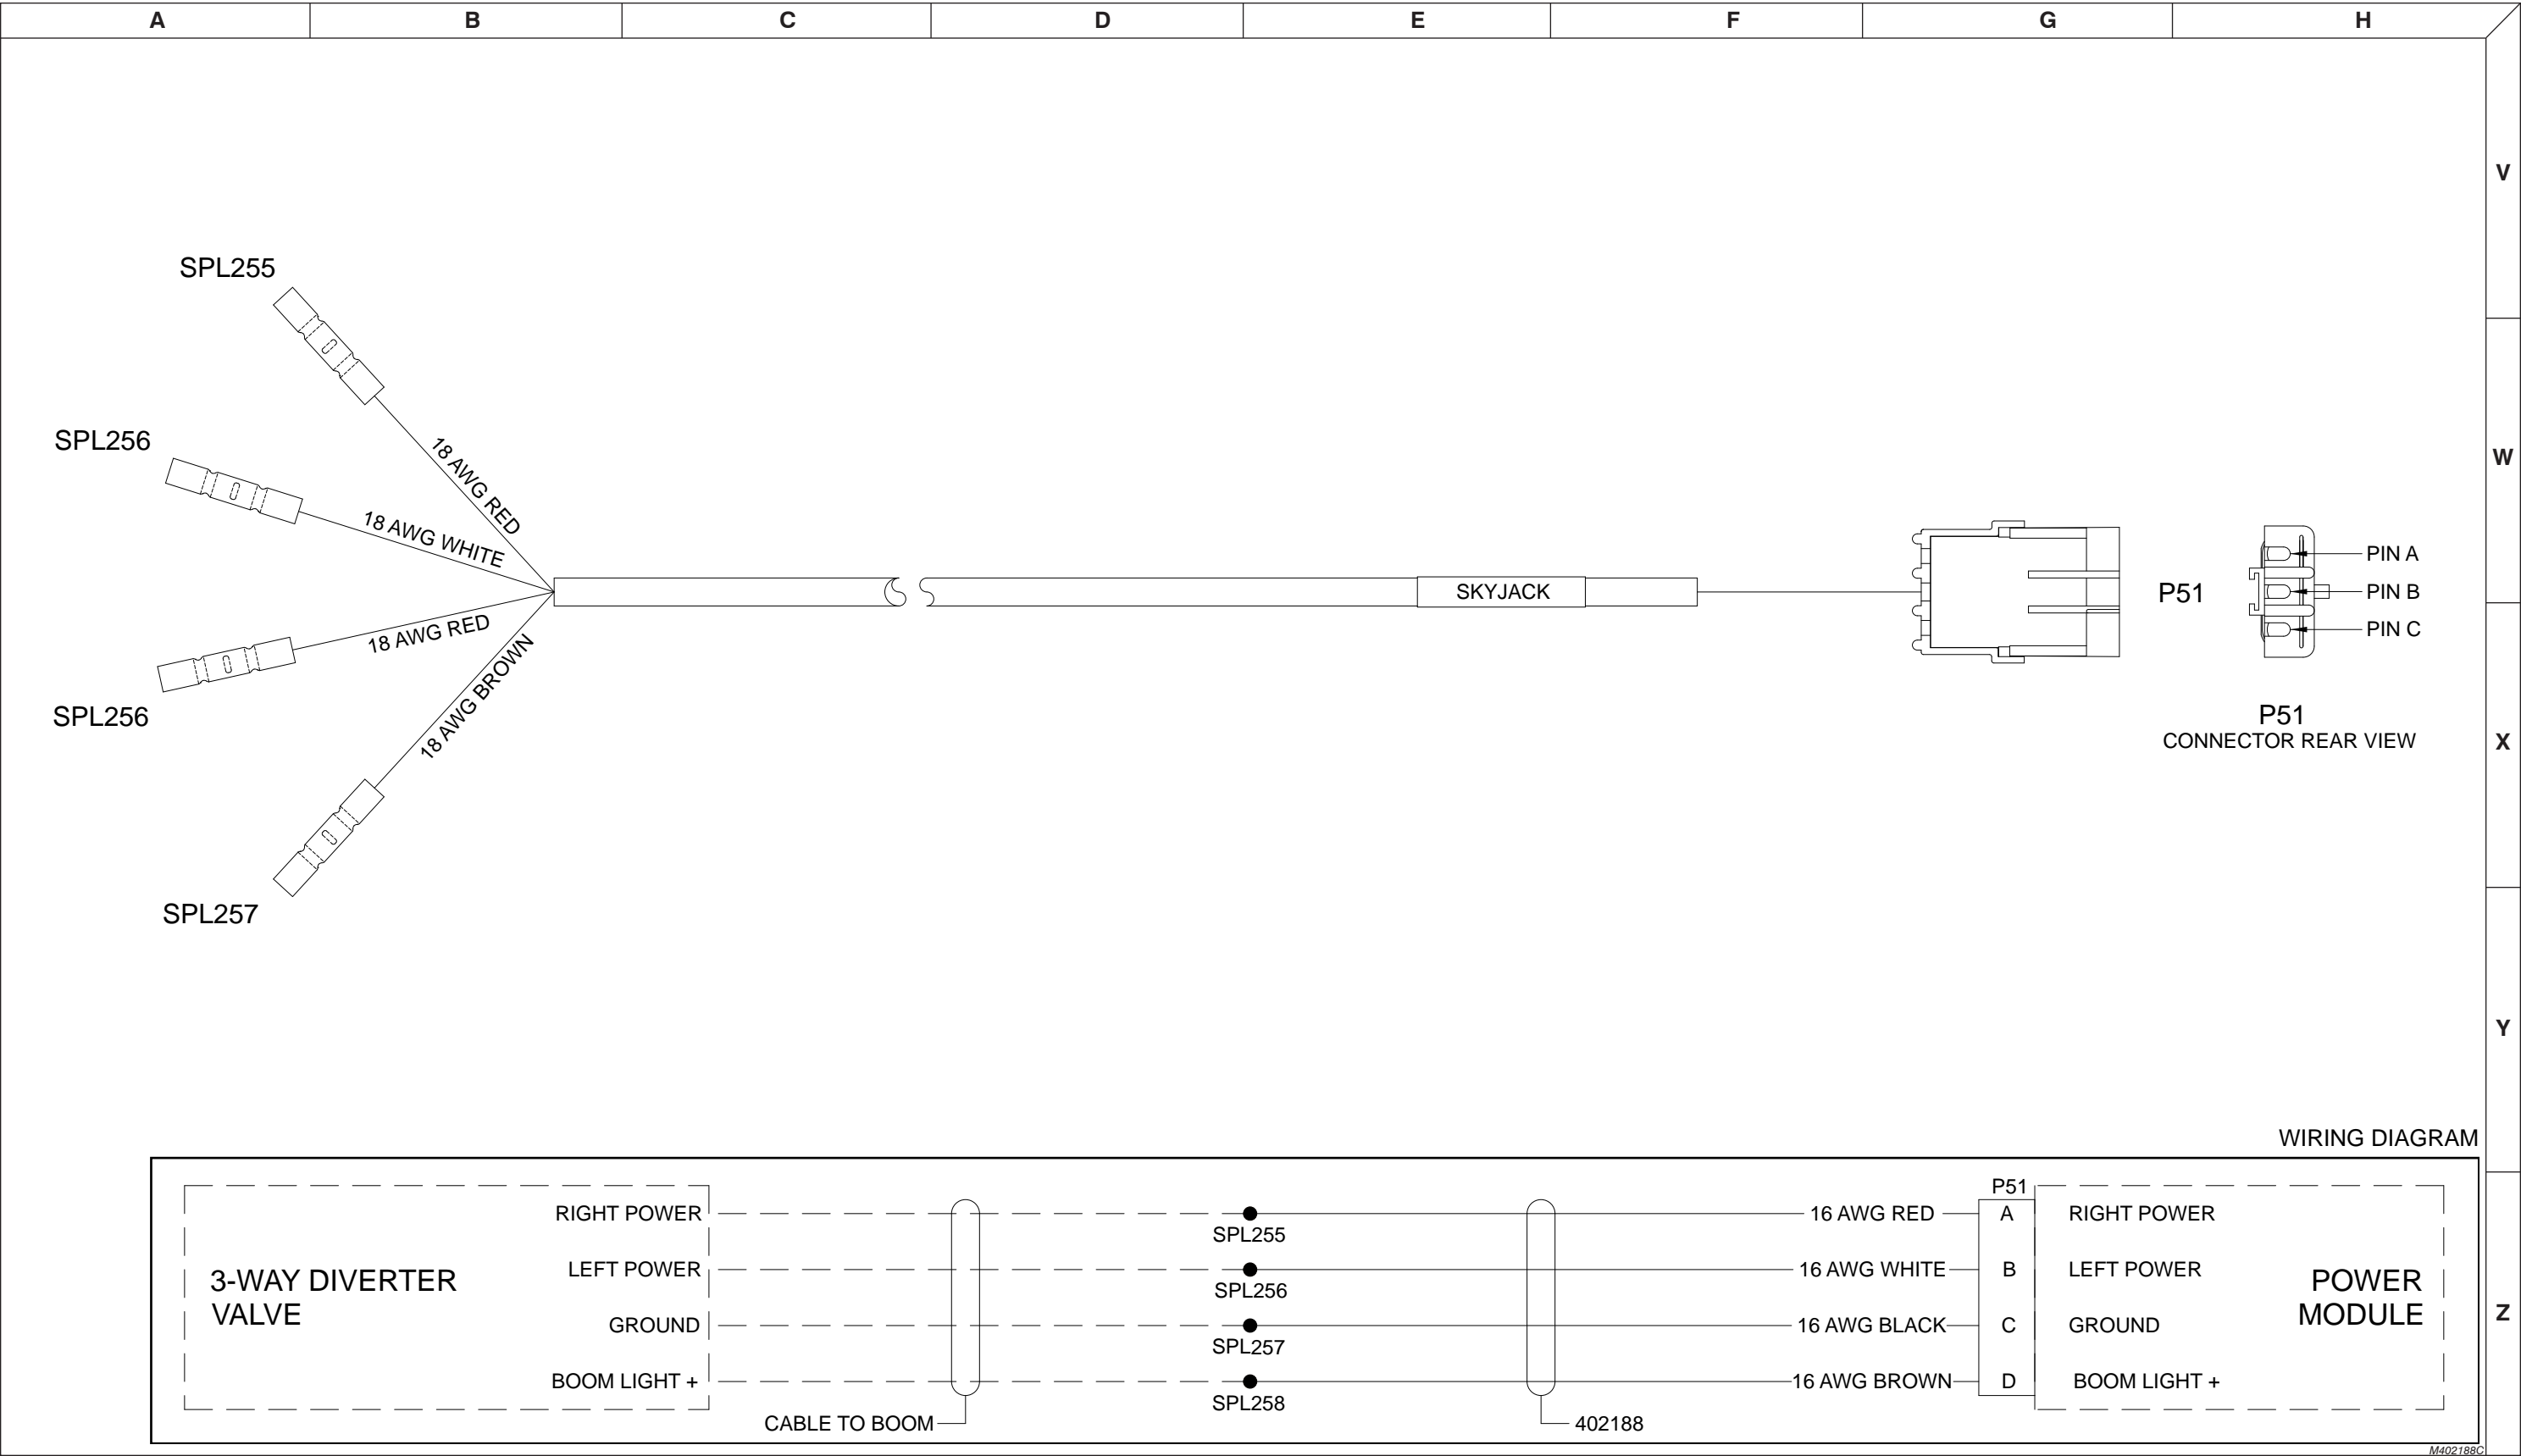 A B C D E F G H
V
W
X
Y
Z
SPL255
SPL256
SPL256
SPL257
18 AWG RED
18 AWG WHITE
18 AWG RED
18 AWG BROWN
SKYJACK
P51
PIN A
PIN B
PIN C
P51
CONNECTOR REAR VIEW
WIRING DIAGRAM
3-WAY DIVERTER
VALVE
RIGHT POWER
LEFT POWER
GROUND
BOOM LIGHT +
CABLE TO BOOM
SPL255
SPL256
SPL257
SPL258
402188
16 AWG RED
16 AWG WHITE
16 AWG BLACK
16 AWG BROWN
P51
A RIGHT POWER
B LEFT POWER
C GROUND
D BOOM LIGHT +
POWER
MODULE
M402188C